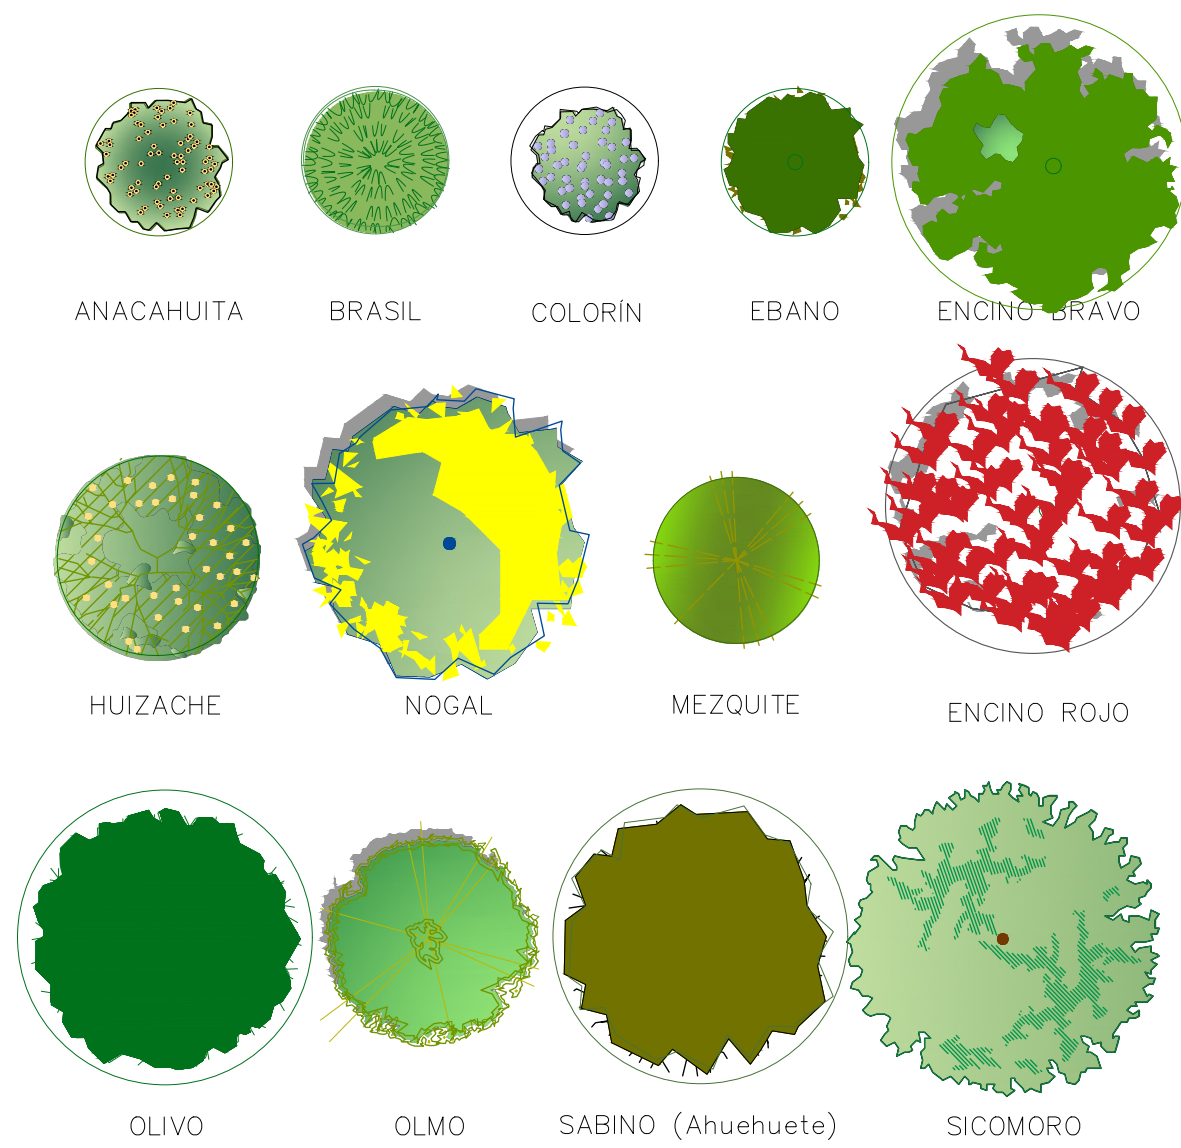 ANACAHUITA
BRASIL
COLORÍN
EBANO
ENCINO BRAVO
HUIZACHE
NOGAL
MEZQUITE
ENCINO ROJO
OLIVO
OLMO
SABINO (Ahuehuete)
SICOMORO